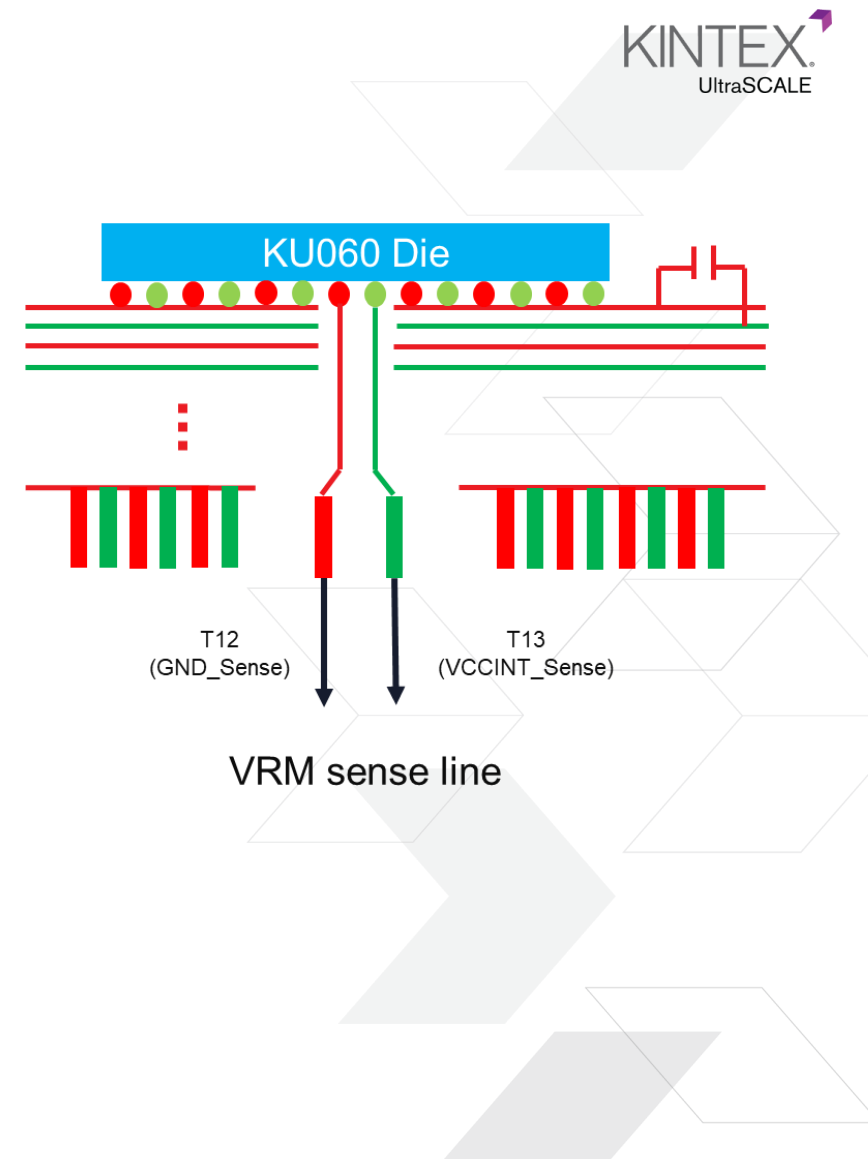 KINTEX.
UltraSCALE
KU060 Die
T12
(GND_Sense)
T13
(VCCINT_Sense)
VRM sense line